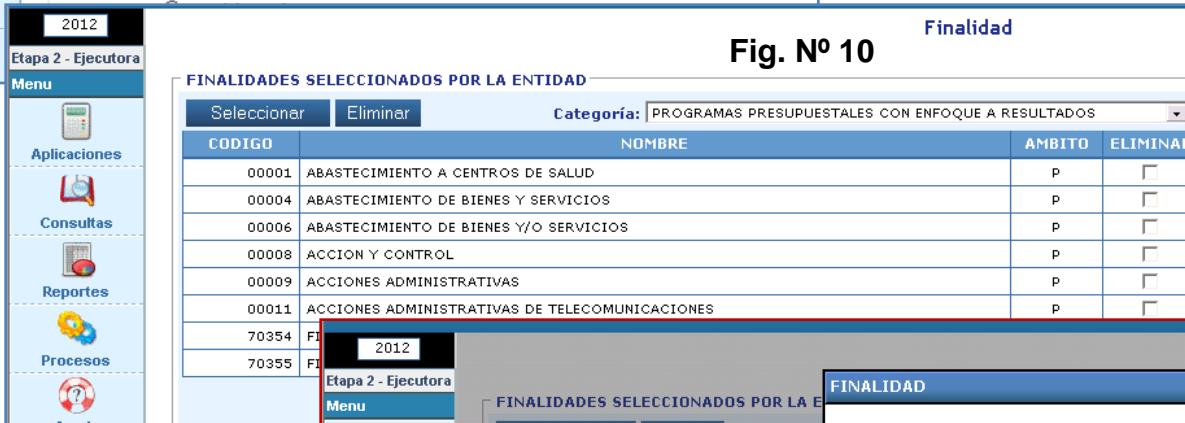 2012
Finalidad
Fig. Nº 10
Etapa 2 - Ejecutora
Menu
FINALIDADES SELECCIONADOS POR LA ENTIDAD
Seleccionar Eliminar Categoría: PROGRAMAS PRESUPUESTALES CON ENFOQUE A RESULTADOS
CODIGO NOMBRE AMBITO ELIMINAR
00001 ABASTECIMIENTO A CENTROS DE SALUD P
00004 ABASTECIMIENTO DE BIENES Y SERVICIOS P
00006 ABASTECIMIENTO DE BIENES Y/O SERVICIOS P
00008 ACCION Y CONTROL P
00009 ACCIONES ADMINISTRATIVAS P
00011 ACCIONES ADMINISTRATIVAS DE TELECOMUNICACIONES P
70354 FI
70355 FI
Aplicaciones
Consultas
Reportes
Procesos
2012
Etapa 2 - Ejecutora
Menu
FINALIDADES SELECCIONADOS POR LA E
FINALIDAD